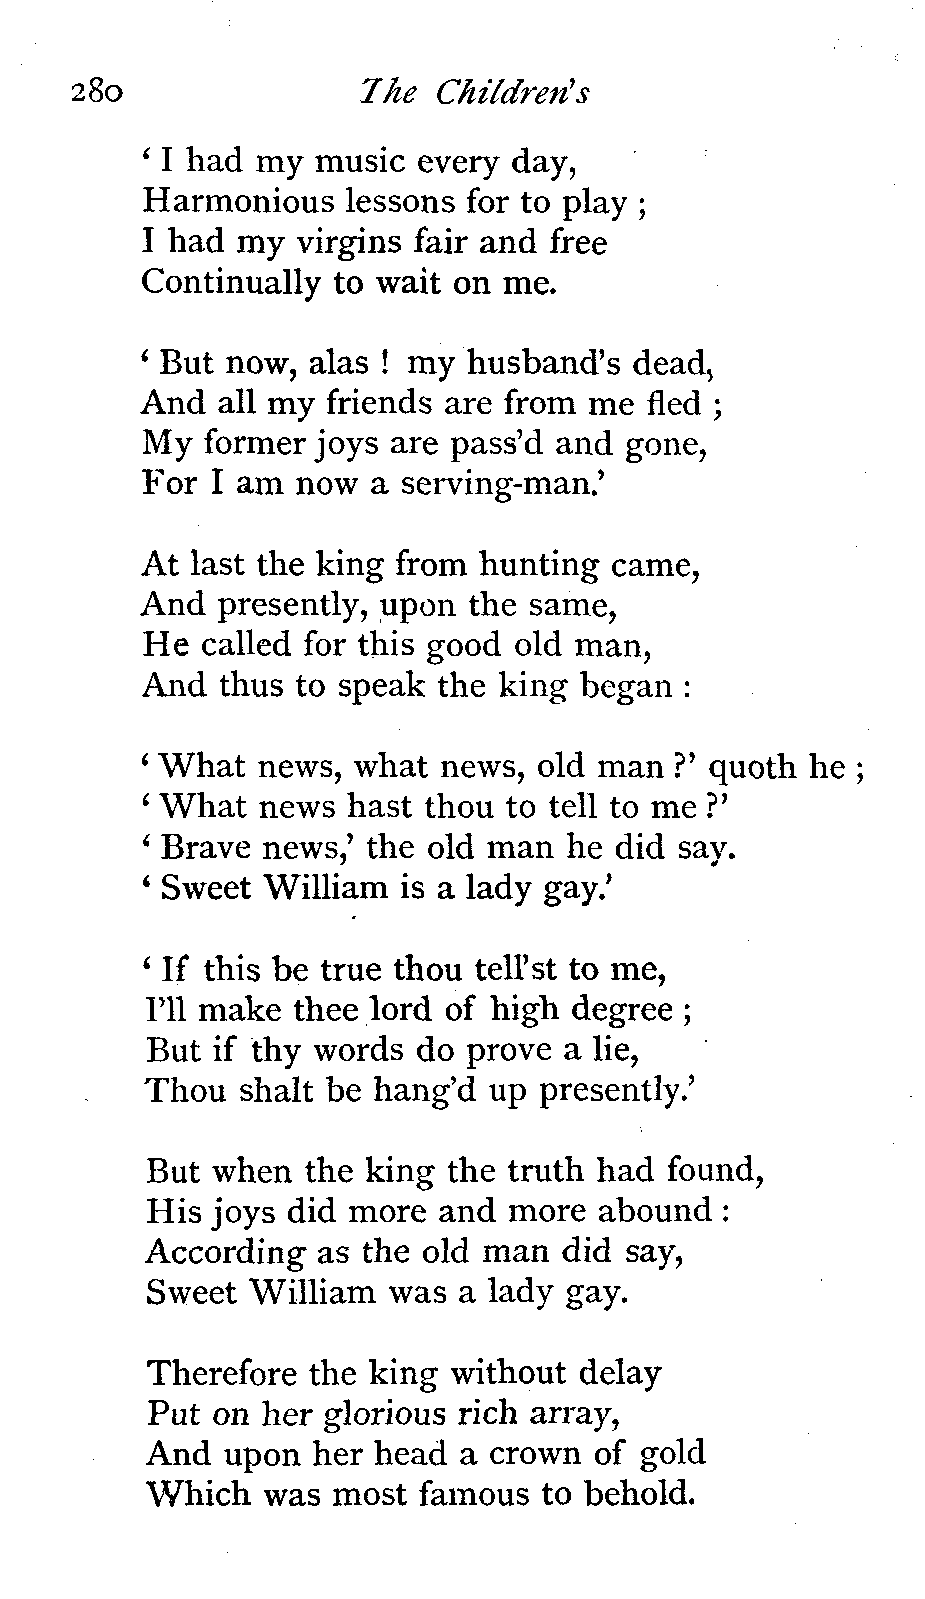 280 The Children's
‘ I had my music every day,
Harmonious lessons for to play ;
I had my virgins fair and free
Continually to wait on me.
‘ But now, alas ! my husband's dead,
And all my friends are from me fled ;
My former joys are pass'd and gone,
For I am now a serving-man.’
At last the king from hunting came,
And presently, upon the same,
He called for this good old man,
And thus to speak the king began :
‘ What news, what news, old man ?’ quoth he ;
‘ What news hast thou to tell to me ?’
‘ Brave news,’ the old man he did say.
‘ Sweet William is a lady gay.’
‘ If this be true thou tell'st to me,
I'll make thee lord of high degree ;
But if thy words do prove a lie,
Thou shalt be hang'd up presently.’
But when the king the truth had found,
His joys did more and more abound :
According as the old man did say,
Sweet William was a lady gay.
Therefore the king without delay
Put on her glorious rich array,
And upon her head a crown of gold
Which was most famous to behold.